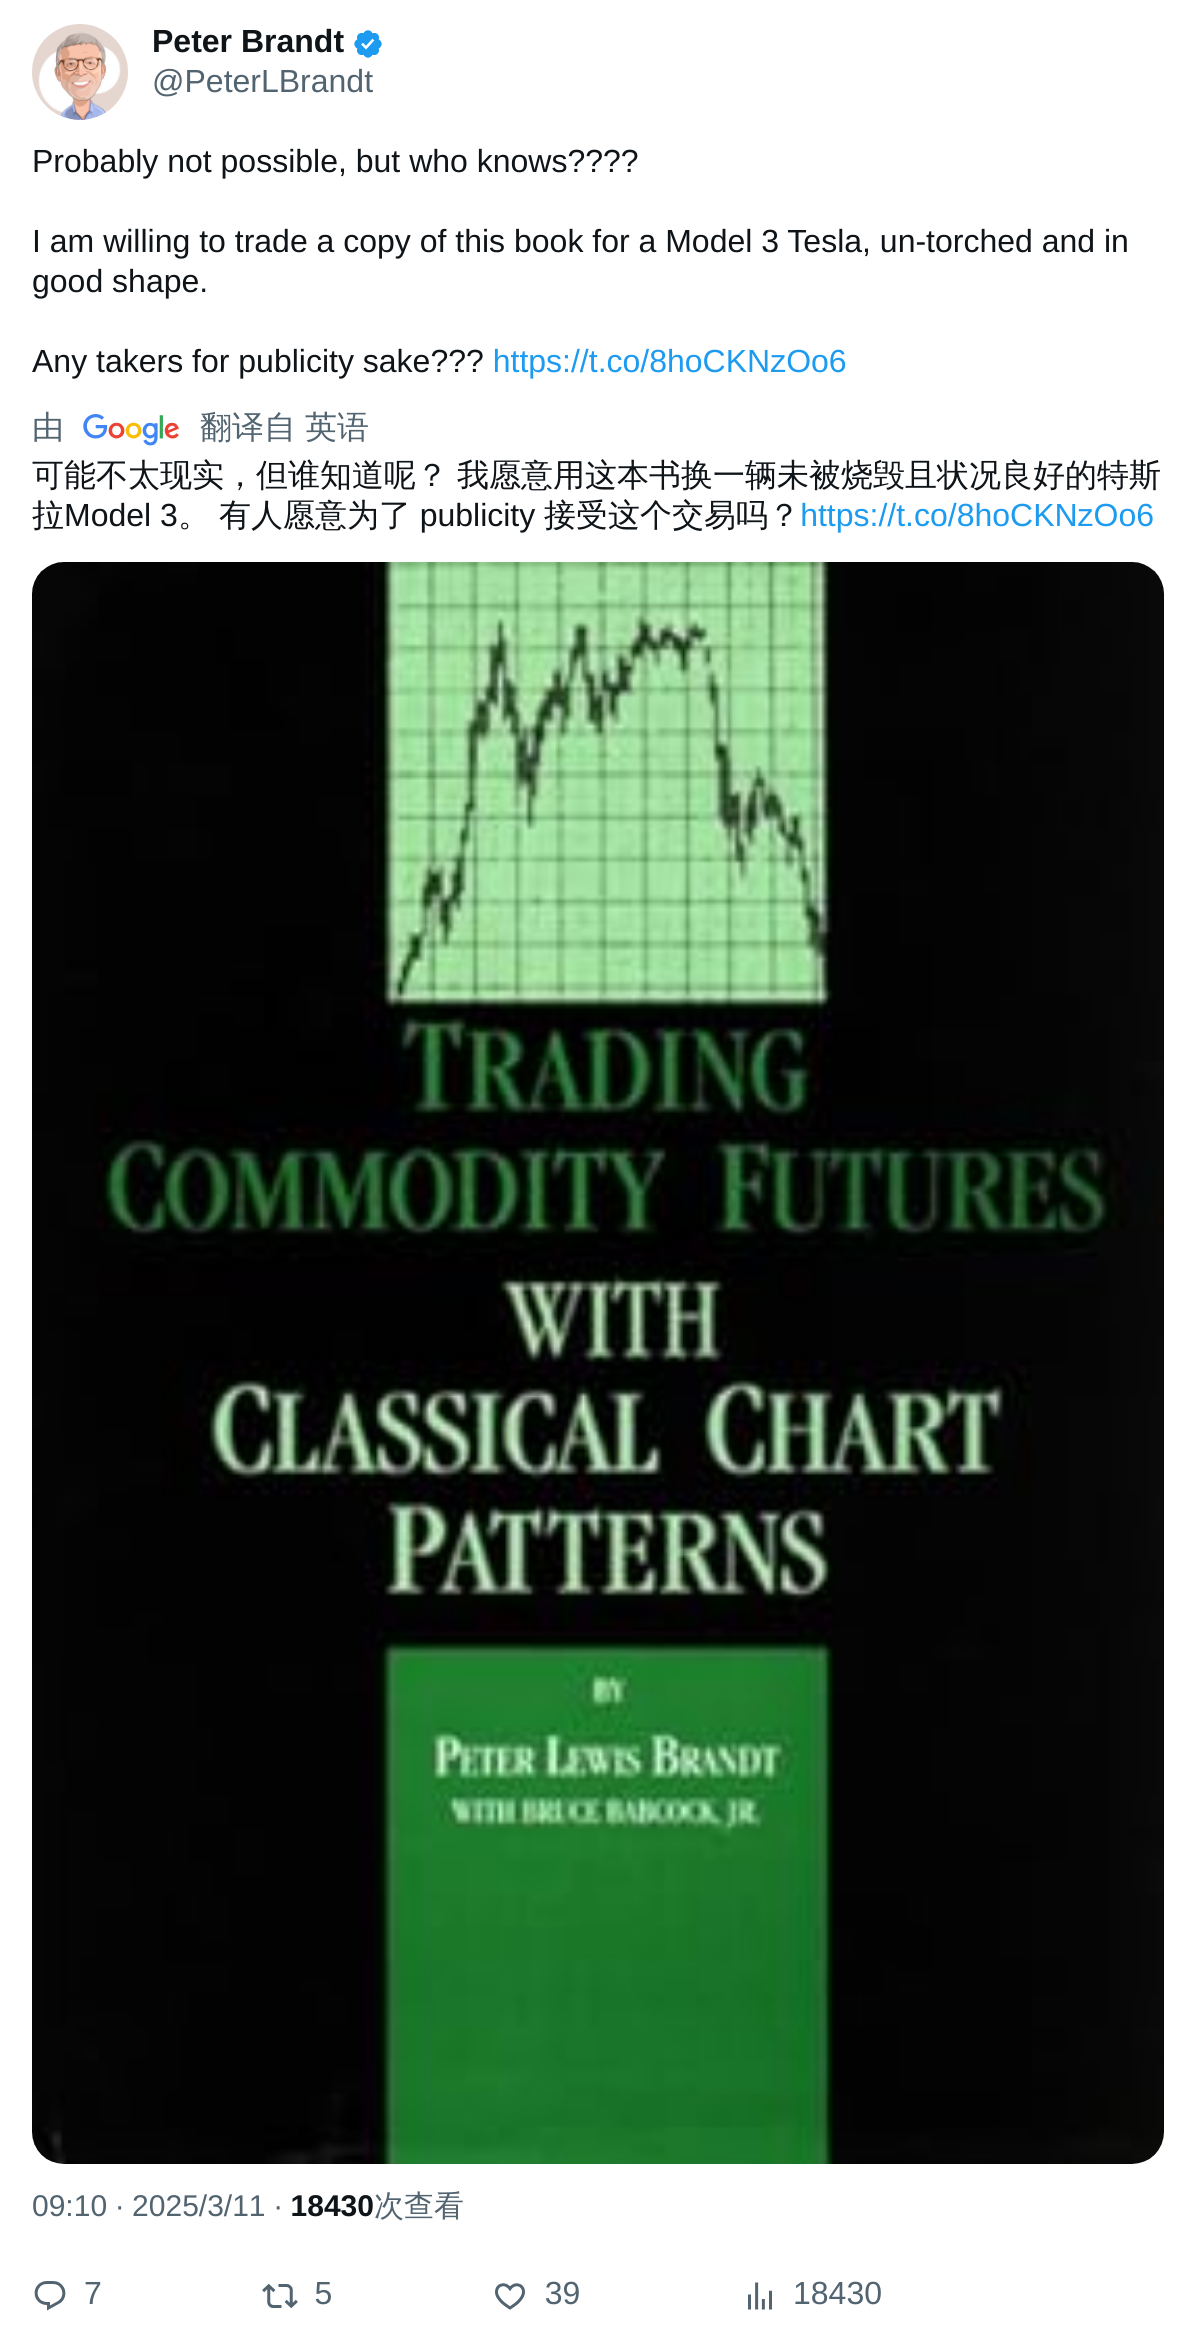 Peter Brandt
@PeterLBrandt
Probably not possible, but who knows????
I am willing to trade a copy of this book for a Model 3 Tesla, un-torched and in
good shape.
Any takers for publicity sake??? https://t.co/8hoCKNzOo6
由 Google 翻译自 英语
可能不太现实，但谁知道呢？ 我愿意用这本书换一辆未被烧毁且状况良好的特斯
拉Model 3。 有人愿意为了 publicity 接受这个交易吗？https://t.co/8hoCKNzOo6
TRADING
COMMODITY FUTURES
WITH
CLASSICAL CHART
PATTERNS
BY
PETER LEWIS BRANDT
WITH BRUCE BABCOCK, JR.
09:10 · 2025/3/11 · 18430次查看
7 5 39 18430